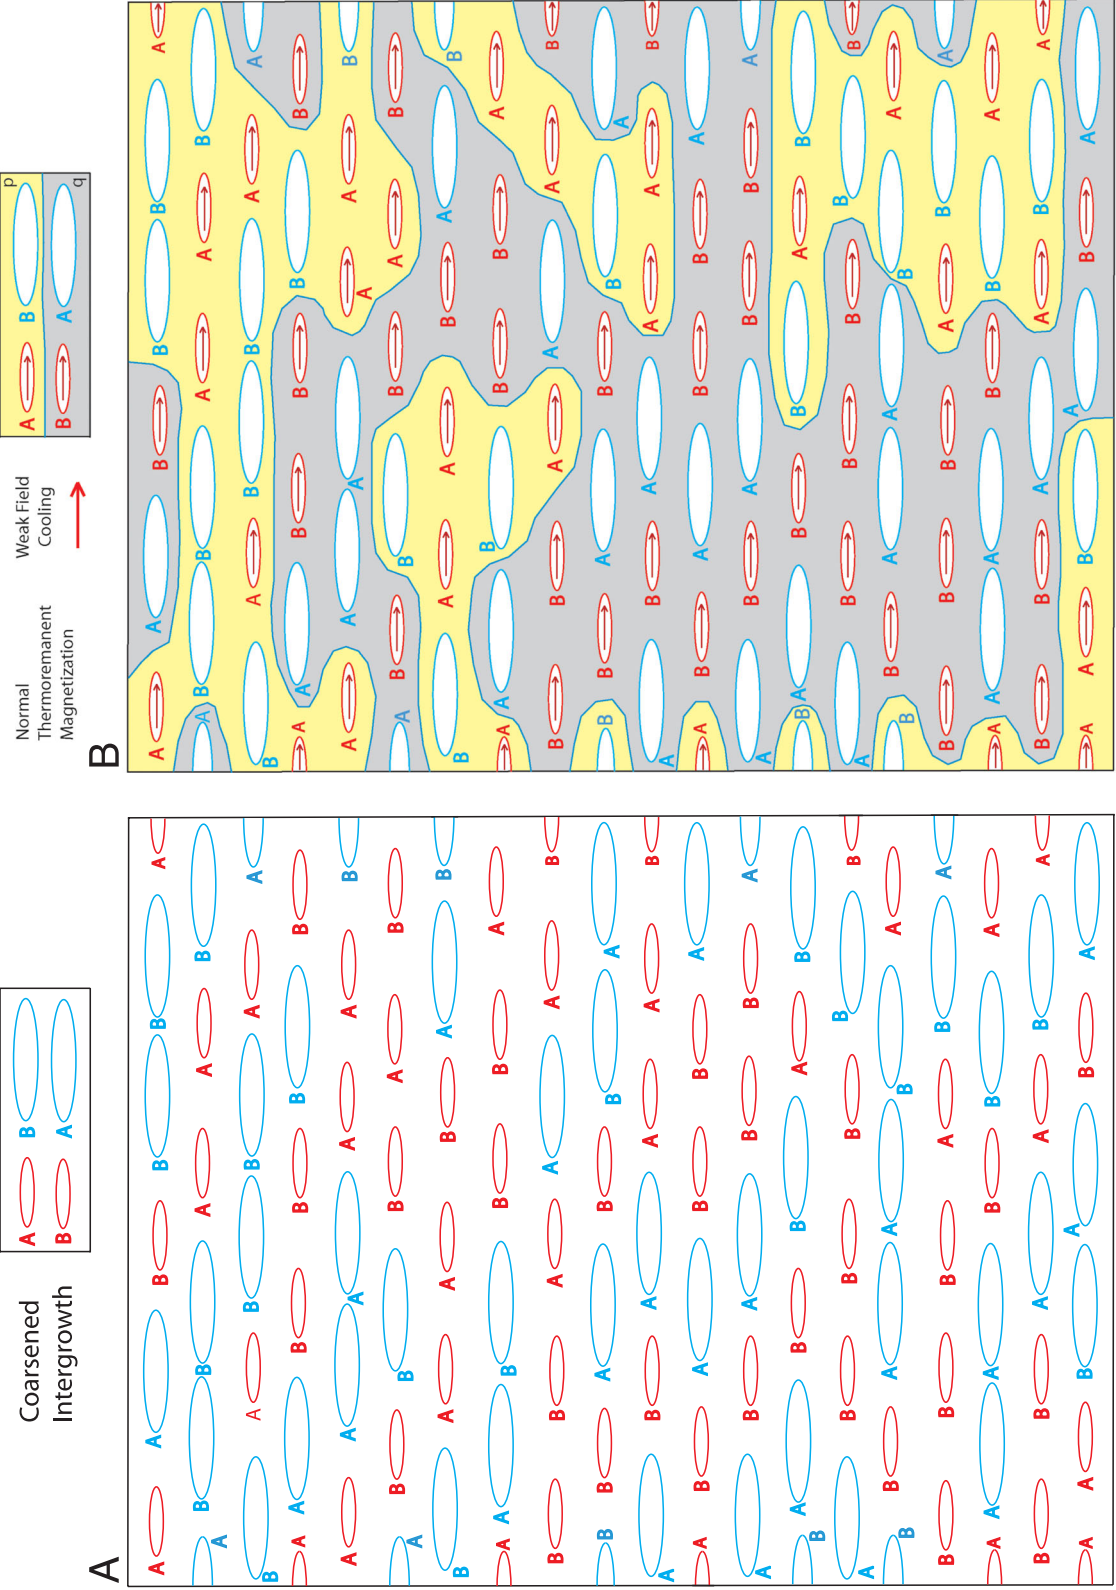 A
Coarsened
Intergrowth
A B
B A
A A B B B A
A B B A A B
B A B B A A
A A B B B B
A A A A A B
A B B B A B
B A A B A B
A A B B B A
B B A A A B
B B A B B A
A B A A A B
A B A B B A
A B A B B A
B A B B A B
A B B B B B
B B A A B A
B B B A B A
A A A B B A
B B A A B A
A A B A B A
B
Normal
Thermoremanent
Magnetization
Weak Field
Cooling
A B p
B A q
A A B B B A
A B B A A B
B A B B A A
A A B B B B
A A A A A B
A B B B A B
B A A B A B
A A B B B A
B B A A A B
B B A B B A
A B A A A B
A B A B B A
A B A B B A
B A B B A B
A B B B B B
B B A A B A
B B B A B A
A A A B B A
B B A A B A
A A B A B A